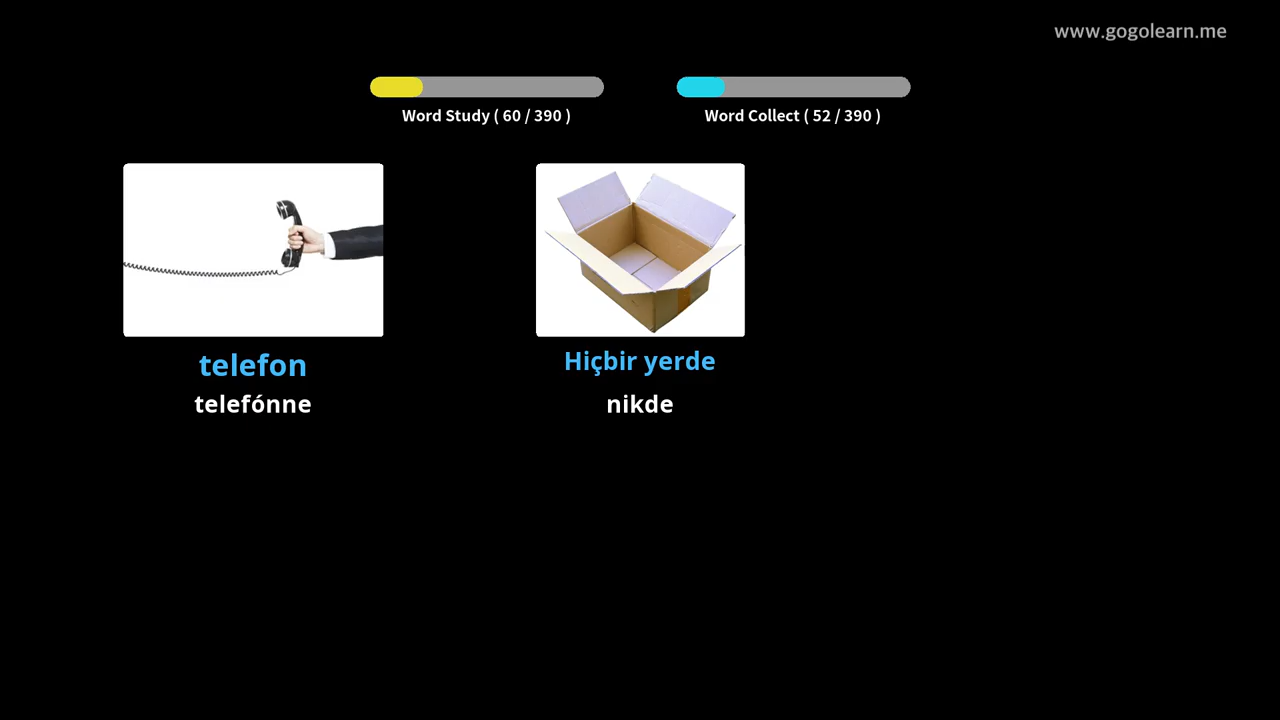 www.gogolearn.me
Word Study ( 60 / 390 )
Word Collect ( 52 / 390 )
telefon
telefónne
Hiçbir yerde
nikde